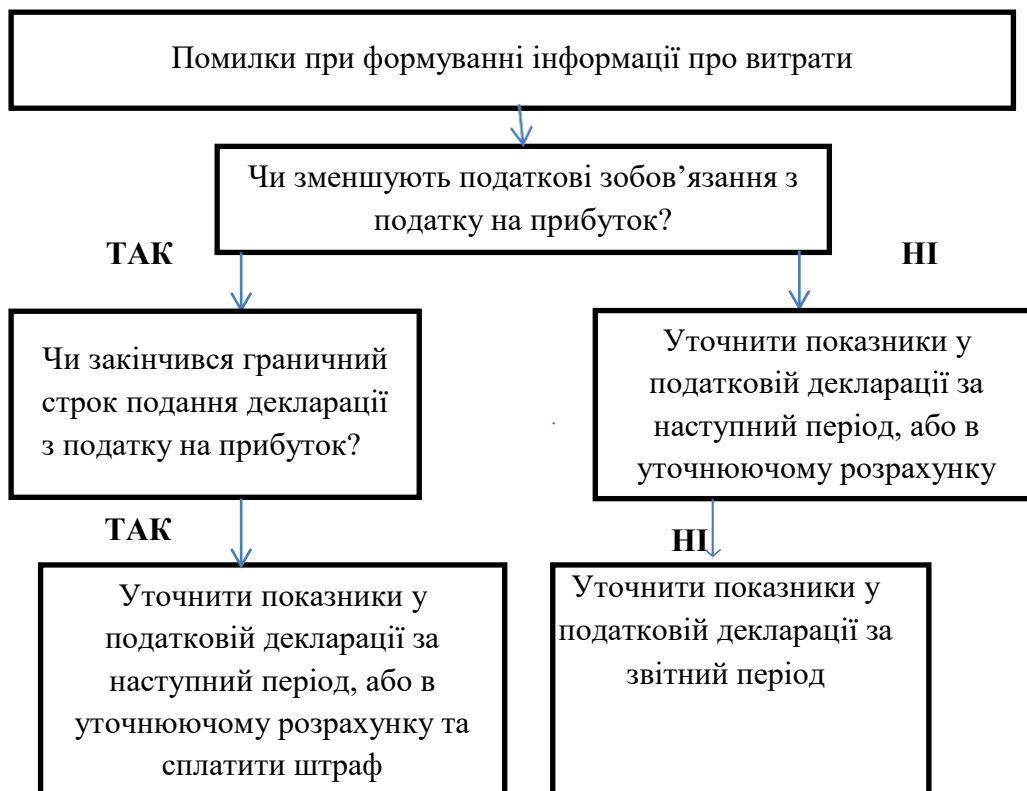 Помилки при формуванні інформації про витрати
Чи зменшують податкові зобов’язання з
податку на прибуток?
ТАК
НІ
Чи закінчився граничний
строк подання декларації
з податку на прибуток?
Уточнити показники у
податковій декларації за
наступний період, або в
уточнюючому розрахунку
ТАК
НІ
Уточнити показники у
податковій декларації за
наступний період, або в
уточнюючому розрахунку та
сплатити штраф
Уточнити показники у
податковій декларації за
звітний період